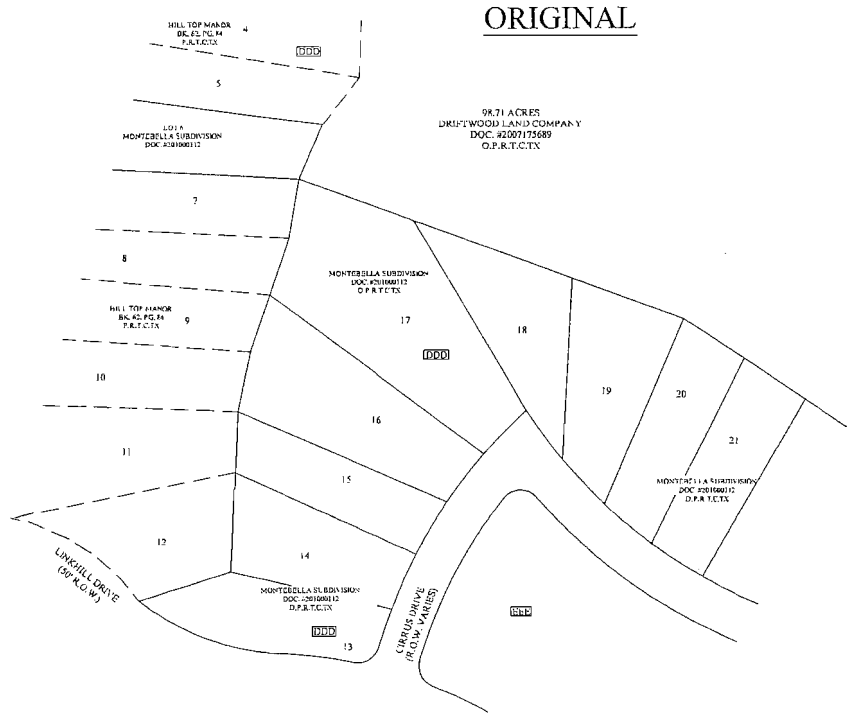 ORIGINAL
HILL TOP MANOR
BK. 62, PG. 84
P.R.T.C.TX
4
DDD
5
MONTEBELLA SUBDIVISION
DOC. #201000112
98.71 ACRES
DRIFTWOOD LAND COMPANY
DOC. #2007175689
O.P.R.T.C.TX
7
8
HILL TOP MANOR
BK. 62, PG. 84
P.R.T.C.TX
9
10
11
12
MONTEBELLA SUBDIVISION
DOC. #201000112
O.P.R.T.C.TX
17
DDD
18
19
20
21
MONTEBELLA SUBDIVISION
DOC. #201000112
O.P.R.T.C.TX
16
15
14
MONTEBELLA SUBDIVISION
DOC. #201000112
O.P.R.T.C.TX
DDD
13
LINKHILL DRIVE
(50' R.O.W.)
CIRRUS DRIVE
(R.O.W. VARIES)
EEE